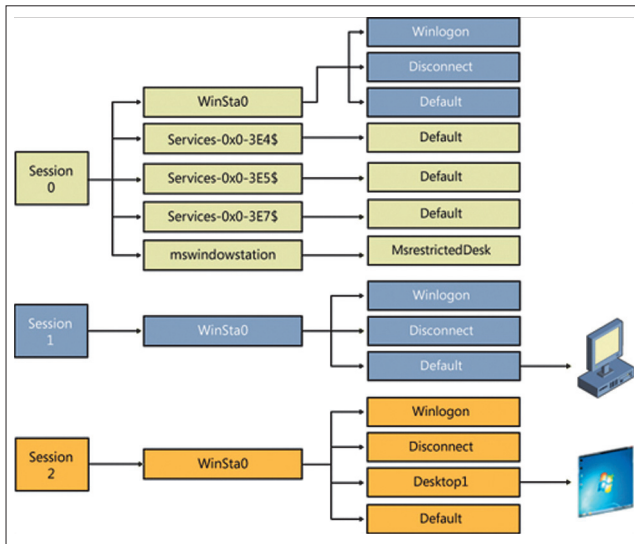 Winlogon
Disconnect
WinSta0
Default
Services-0x0-3E4$
Default
Session
0
Services-0x0-3E5$
Default
Services-0x0-3E7$
Default
mswindowstation
MsrestrictedDesk
Winlogon
Session
1
WinSta0
Disconnect
Default
Winlogon
Disconnect
Session
2
WinSta0
Desktop1
Default